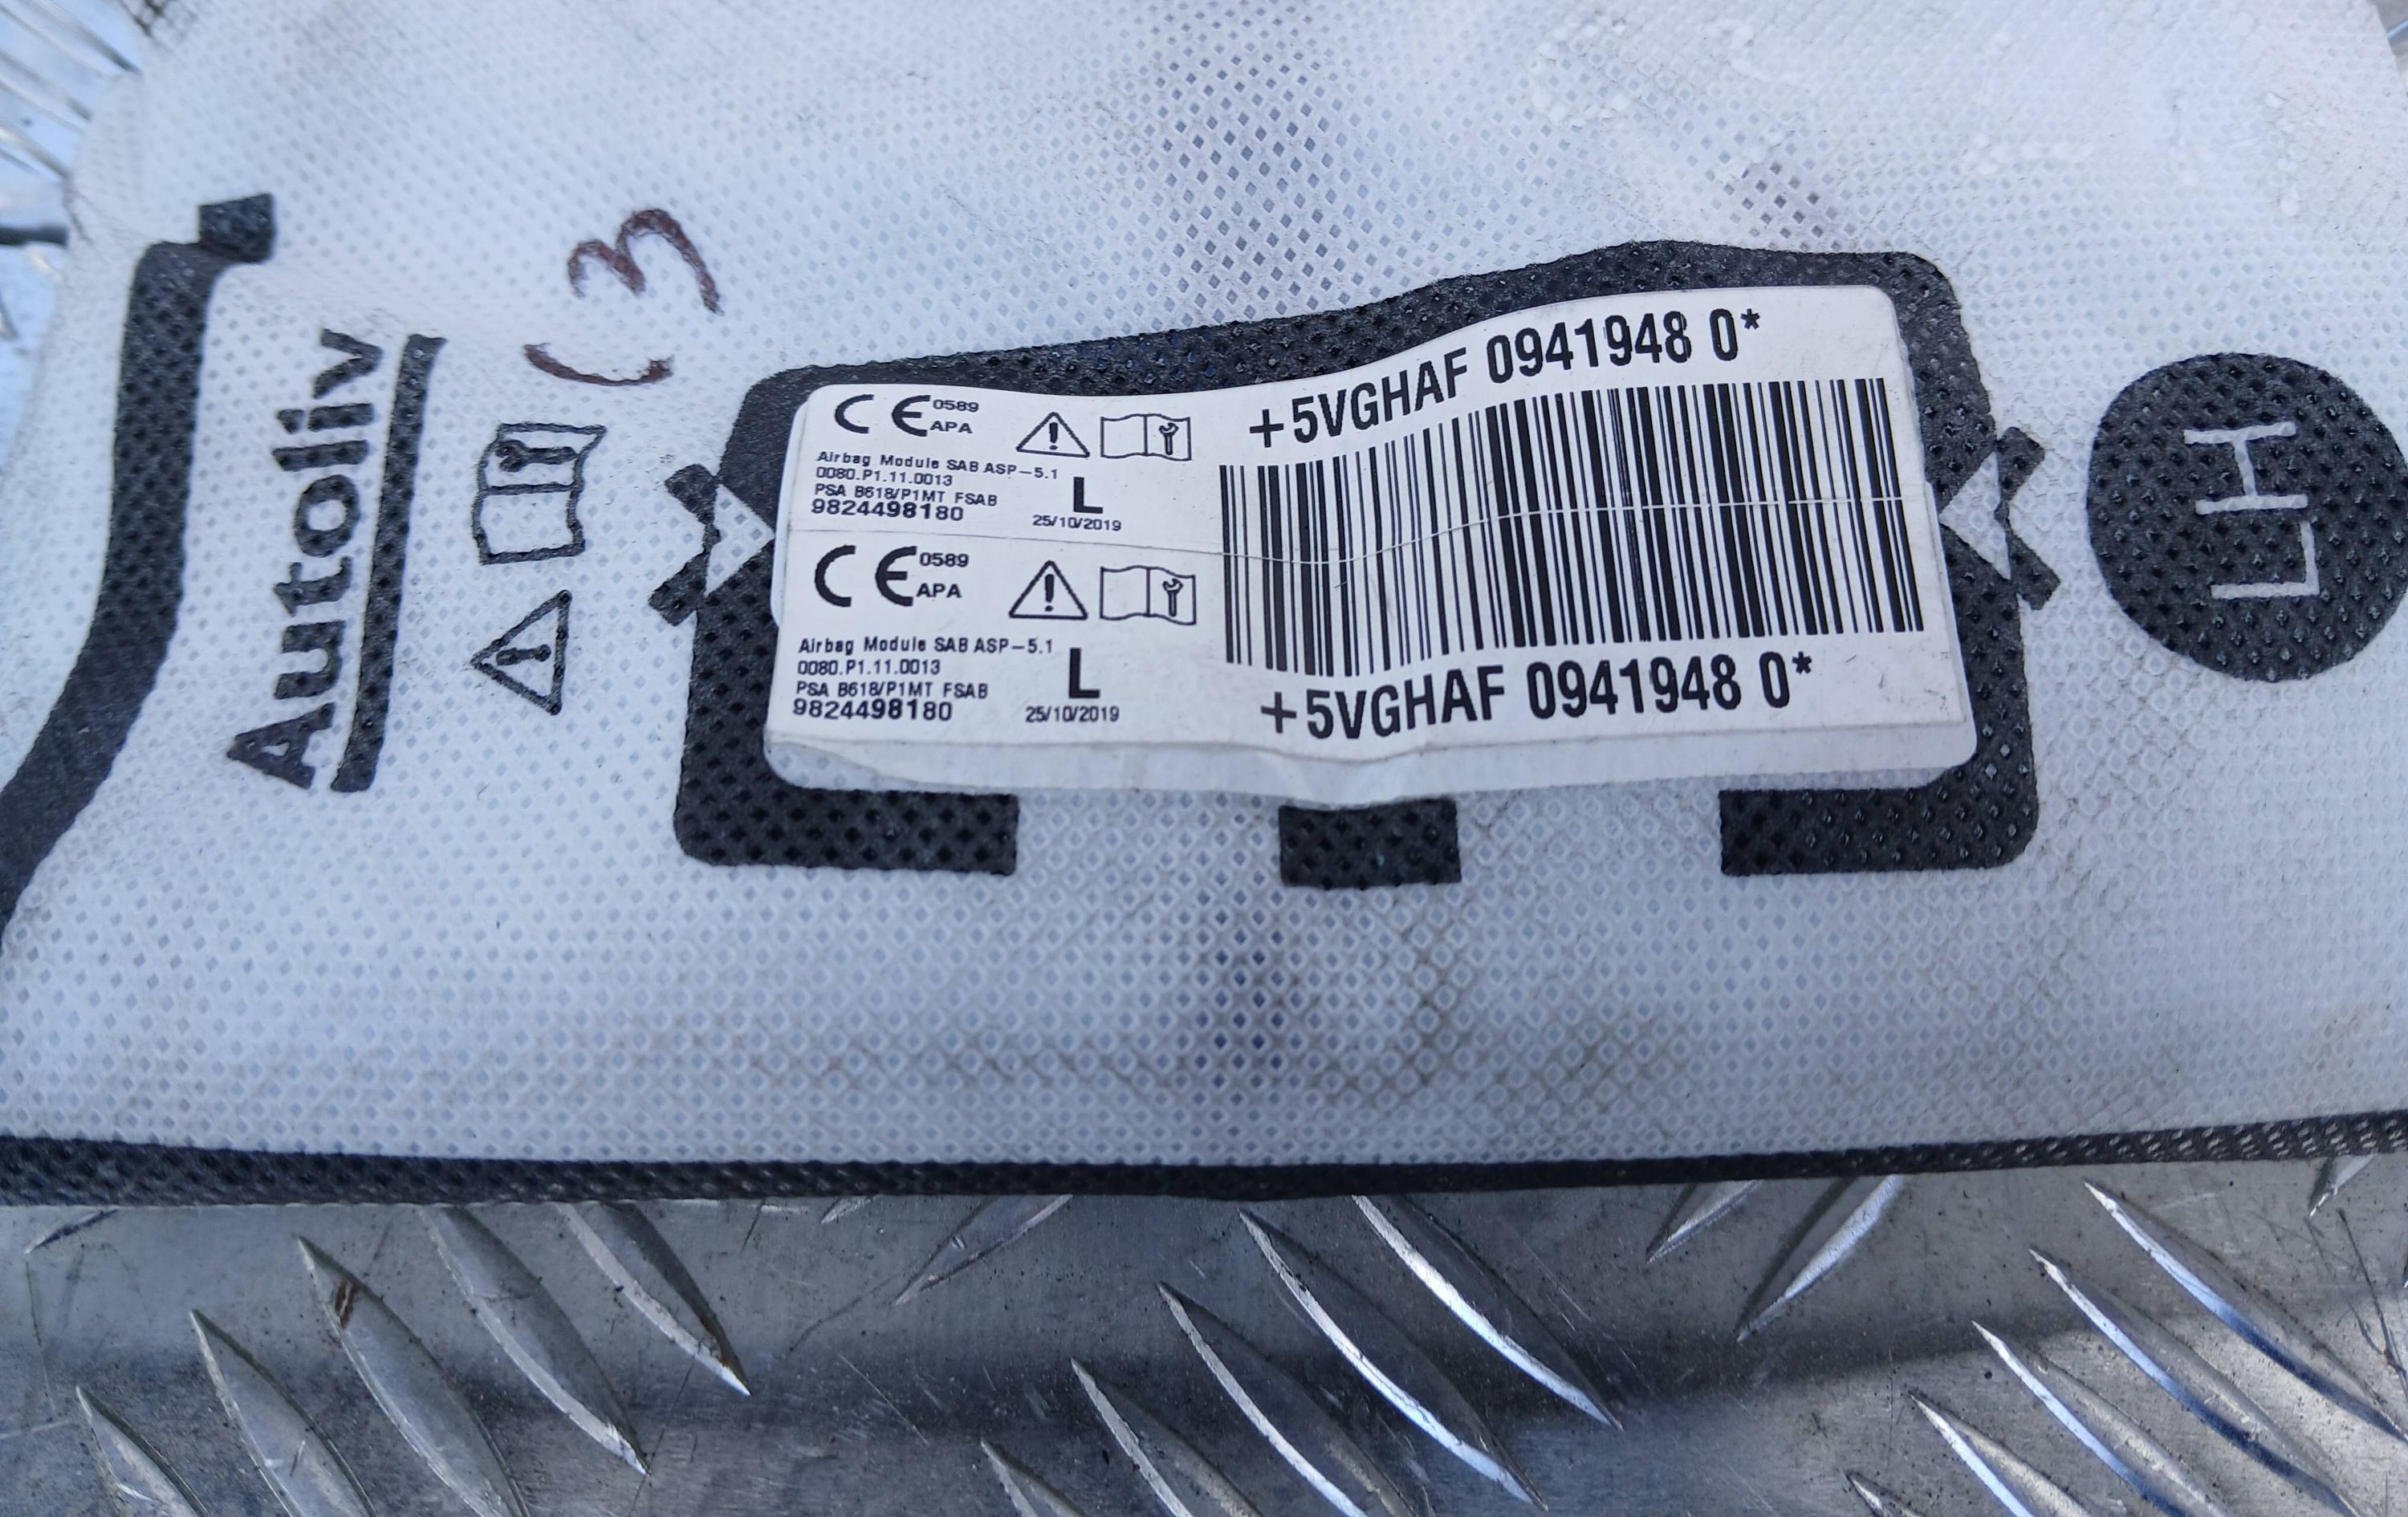 Autoliv
C3
CE 0589
APA
Airbag Module SAB ASP-5.1
0080.P1.11.0013
PSA B618/P1MT FSAB
9824498180
L
25/10/2019
+5VGHAF 0941948 0*
CE 0589
APA
Airbag Module SAB ASP-5.1
0080.P1.11.0013
PSA B618/P1MT FSAB
9824498180
L
25/10/2019
+5VGHAF 0941948 0*
LH